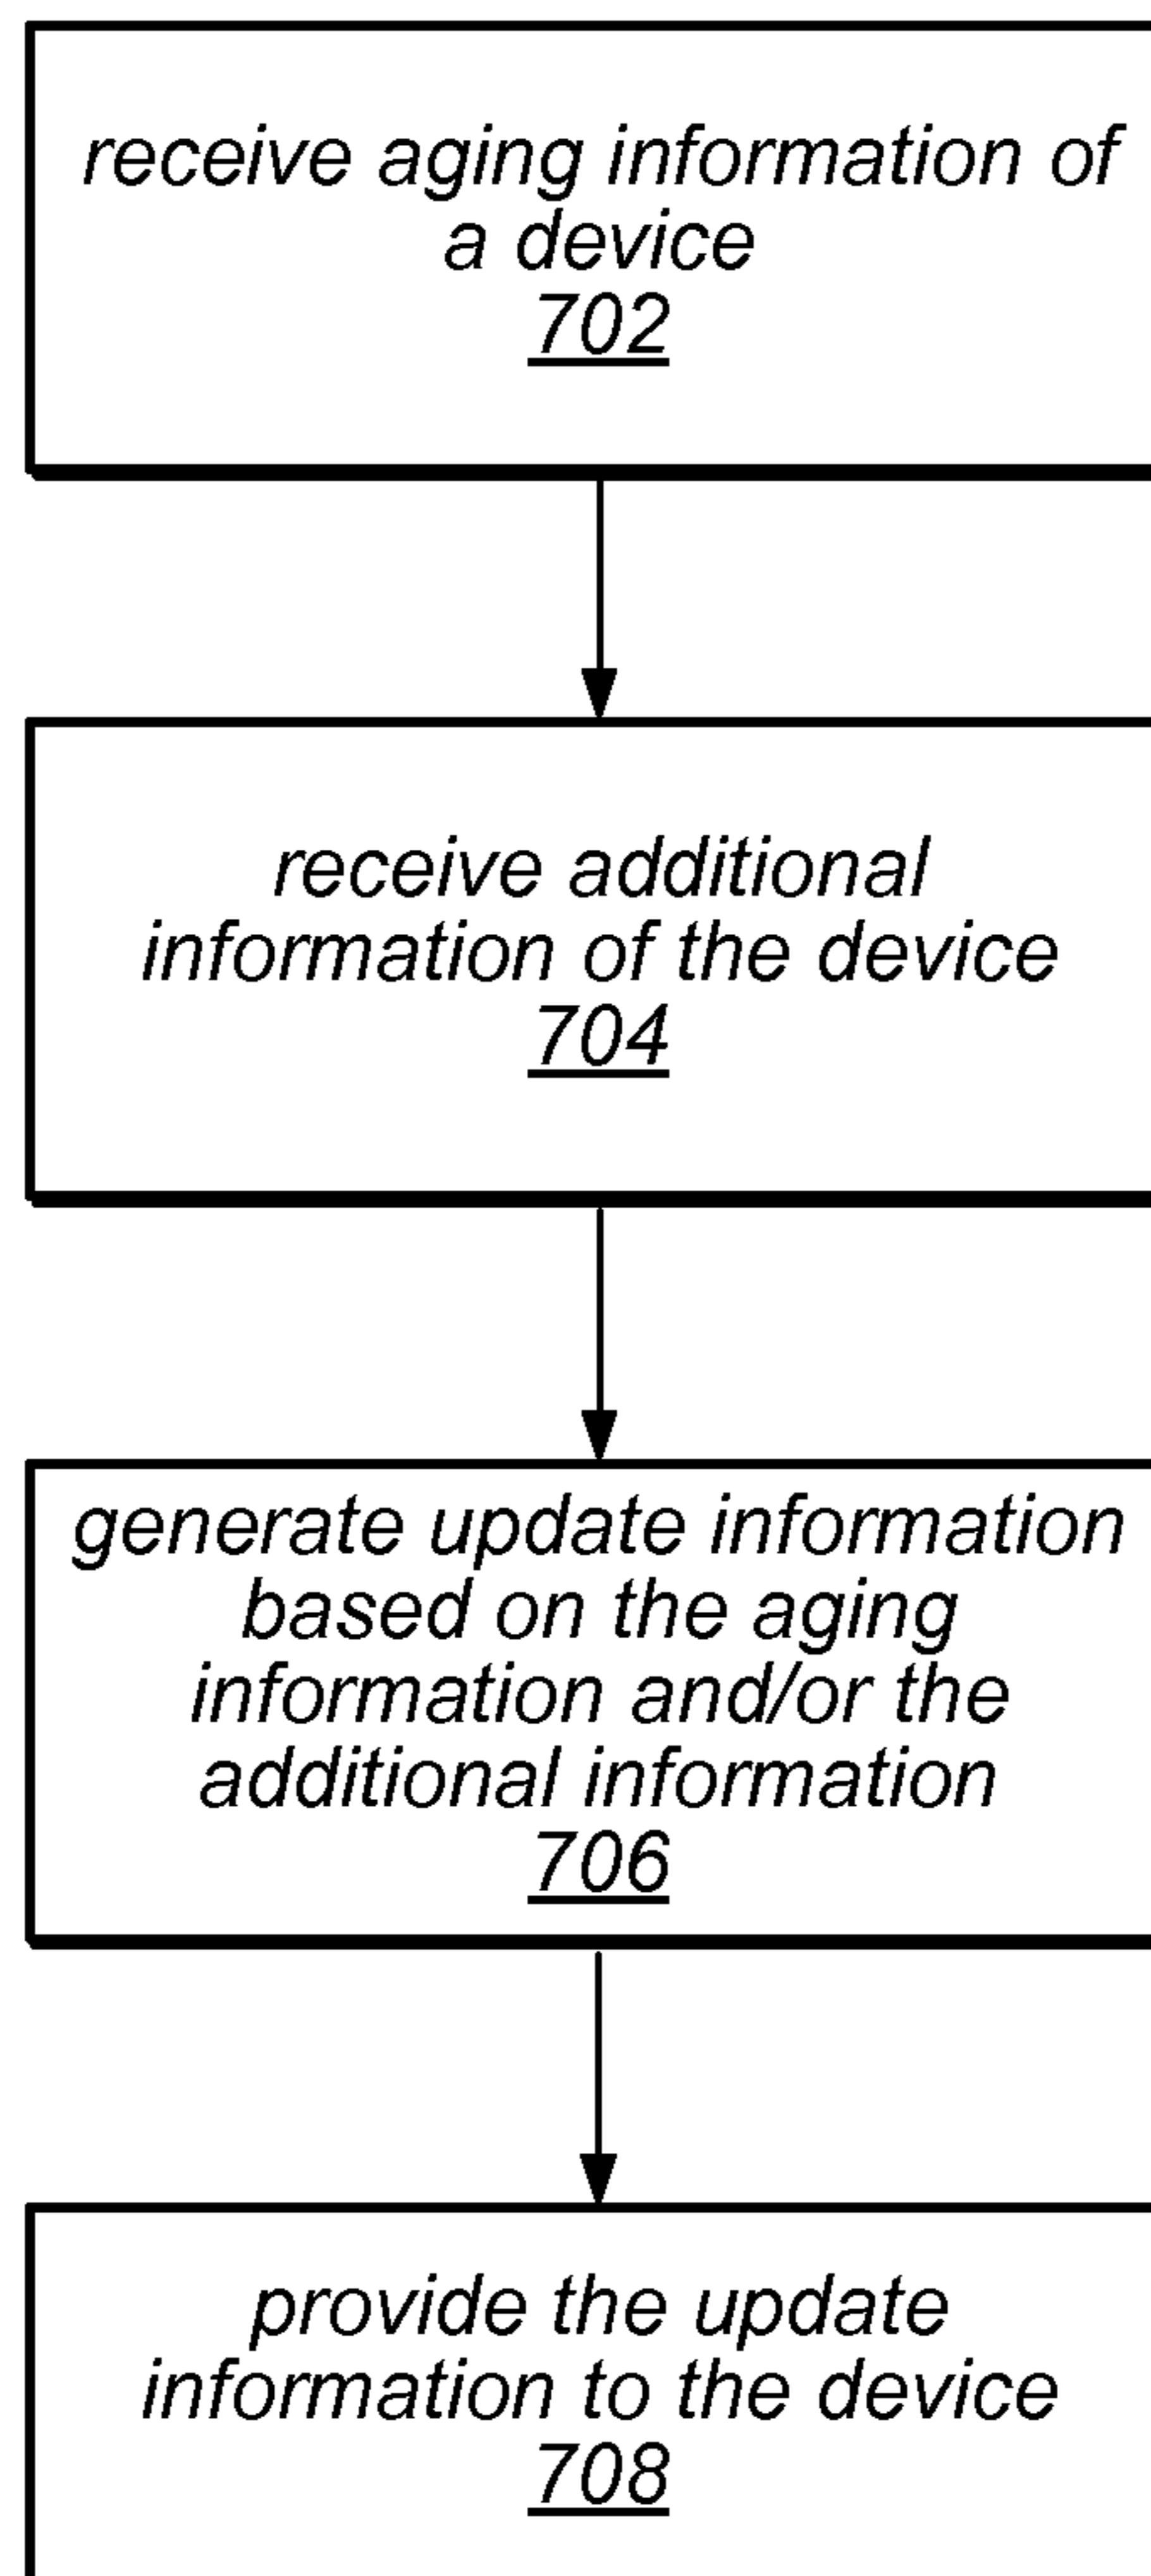 receive aging information of
a device
702
receive additional
information of the device
704
generate update information
based on the aging
information and/or the
additional information
706
provide the update
information to the device
708